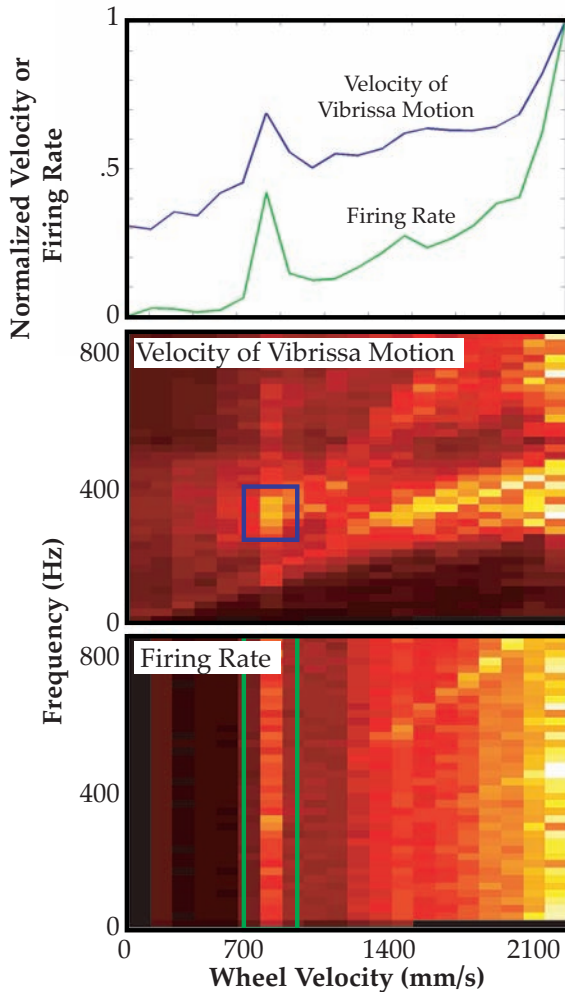 Normalized Velocity or
Firing Rate
1
.5
0
Velocity of
Vibrissa Motion
Firing Rate
Frequency (Hz)
800
400
0
Velocity of Vibrissa Motion
800
400
0
Firing Rate
0
700
1400
2100
Wheel Velocity (mm/s)